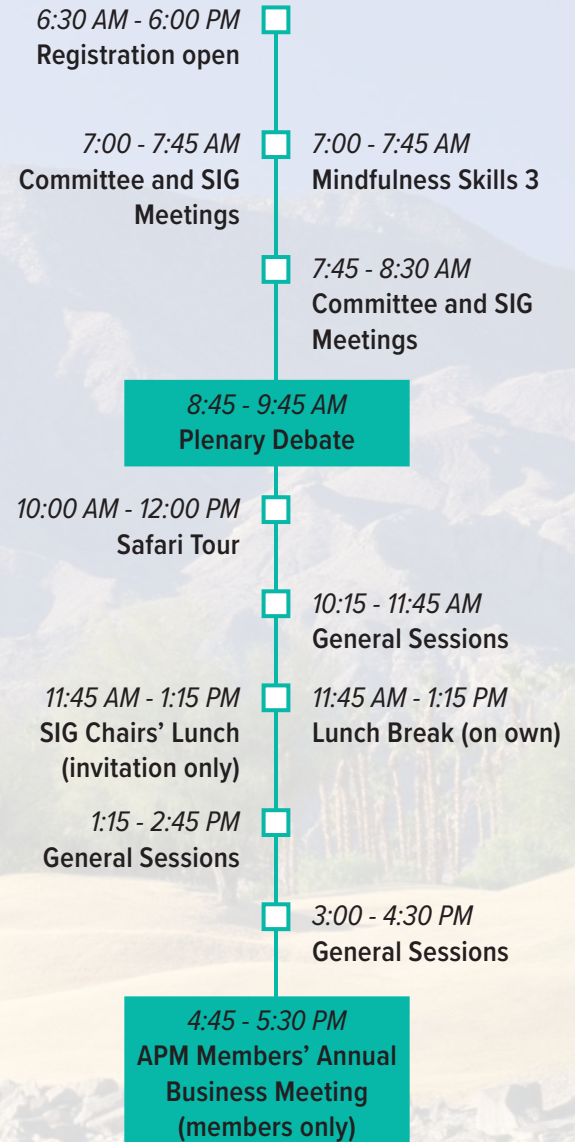 6:30 AM - 6:00 PM
Registration open
7:00 - 7:45 AM
Committee and SIG
Meetings
7:00 - 7:45 AM
Mindfulness Skills 3
7:45 - 8:30 AM
Committee and SIG
Meetings
8:45 - 9:45 AM
Plenary Debate
10:00 AM - 12:00 PM
Safari Tour
10:15 - 11:45 AM
General Sessions
11:45 AM - 1:15 PM
SIG Chairs’ Lunch
(invitation only)
11:45 AM - 1:15 PM
Lunch Break (on own)
1:15 - 2:45 PM
General Sessions
3:00 - 4:30 PM
General Sessions
4:45 - 5:30 PM
APM Members’ Annual
Business Meeting
(members only)